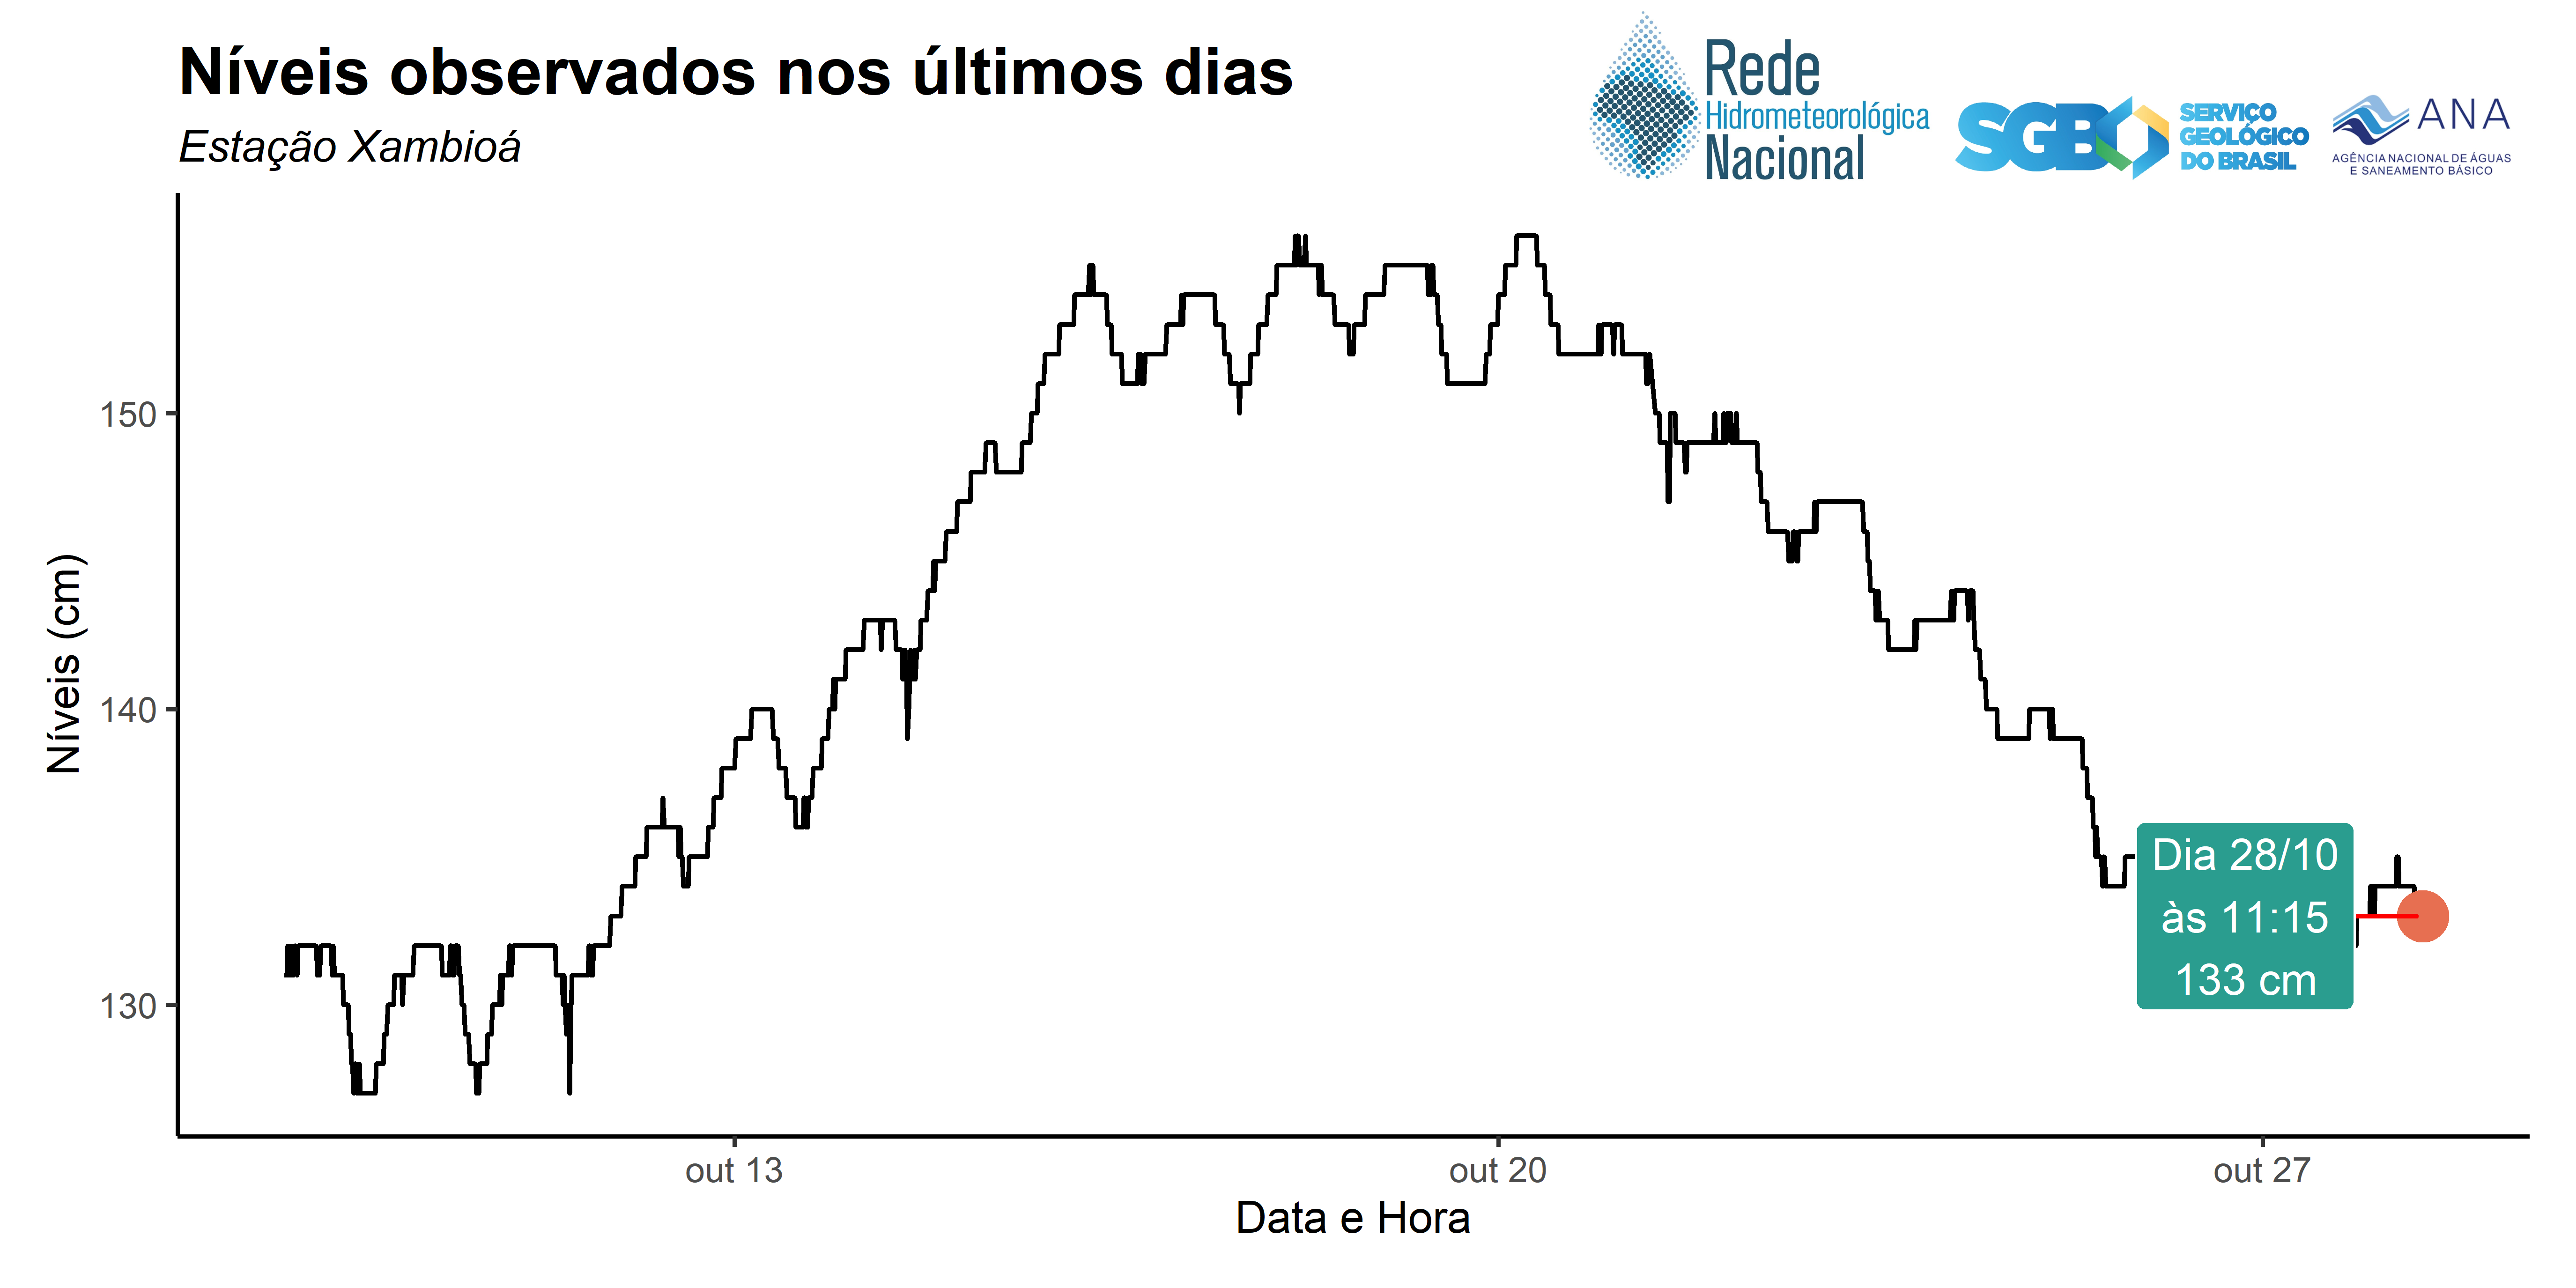 Níveis observados nos últimos dias
Estação Xambioá
Rede
Hidrometeorológica
Nacional
SGB
SERVIÇO
GEOLÓGICO
DO BRASIL
ANA
AGÊNCIA NACIONAL DE ÁGUAS
E SANEAMENTO BÁSICO
Níveis (cm)
150
140
130
Dia 28/10
às 11:15
133 cm
out 13
out 20
out 27
Data e Hora